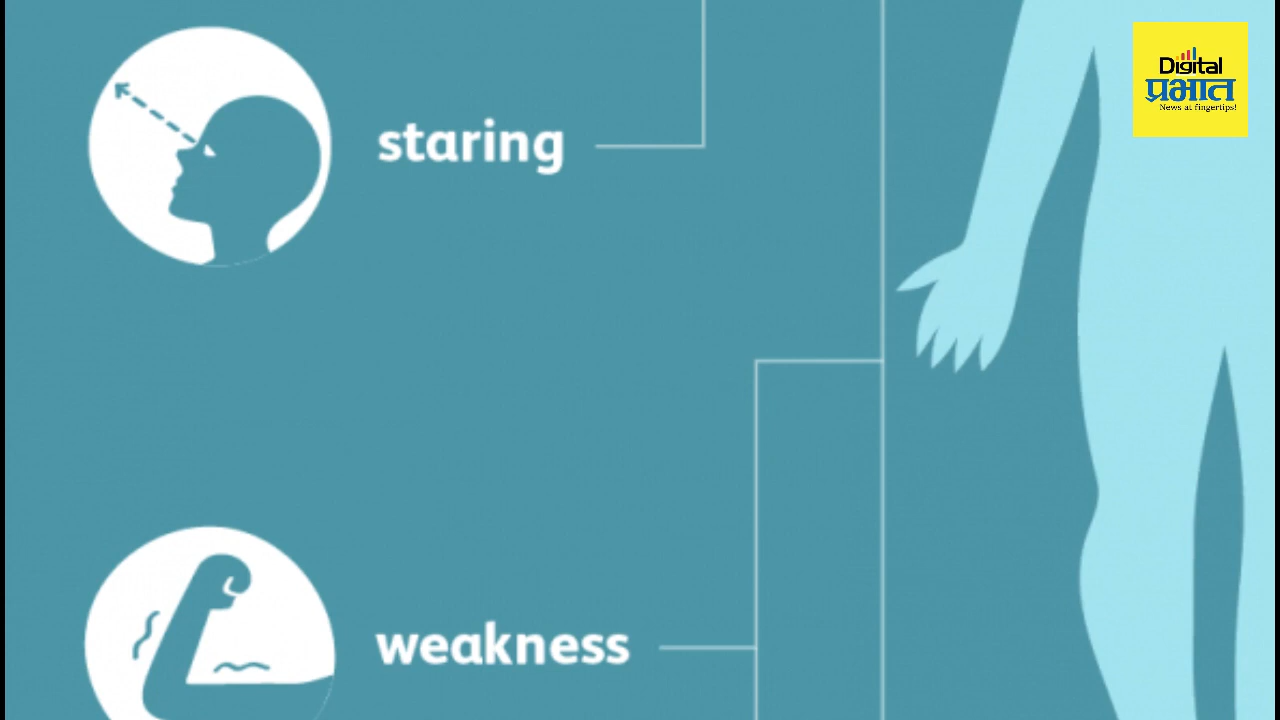 staring
weakness
Digital
प्रभात
News at fingertips!